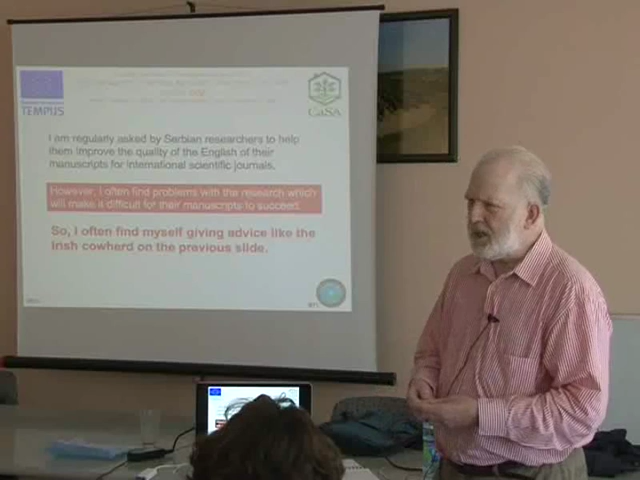 TEMPUS
CaSA
I am regularly asked by Serbian researchers to help
them improve the quality of the English of their
manuscripts for international scientific journals.
However, I often find problems with the research which
will make it difficult for their manuscripts to succeed.
So, I often find myself giving advice like the
Irish cowherd on the previous slide.